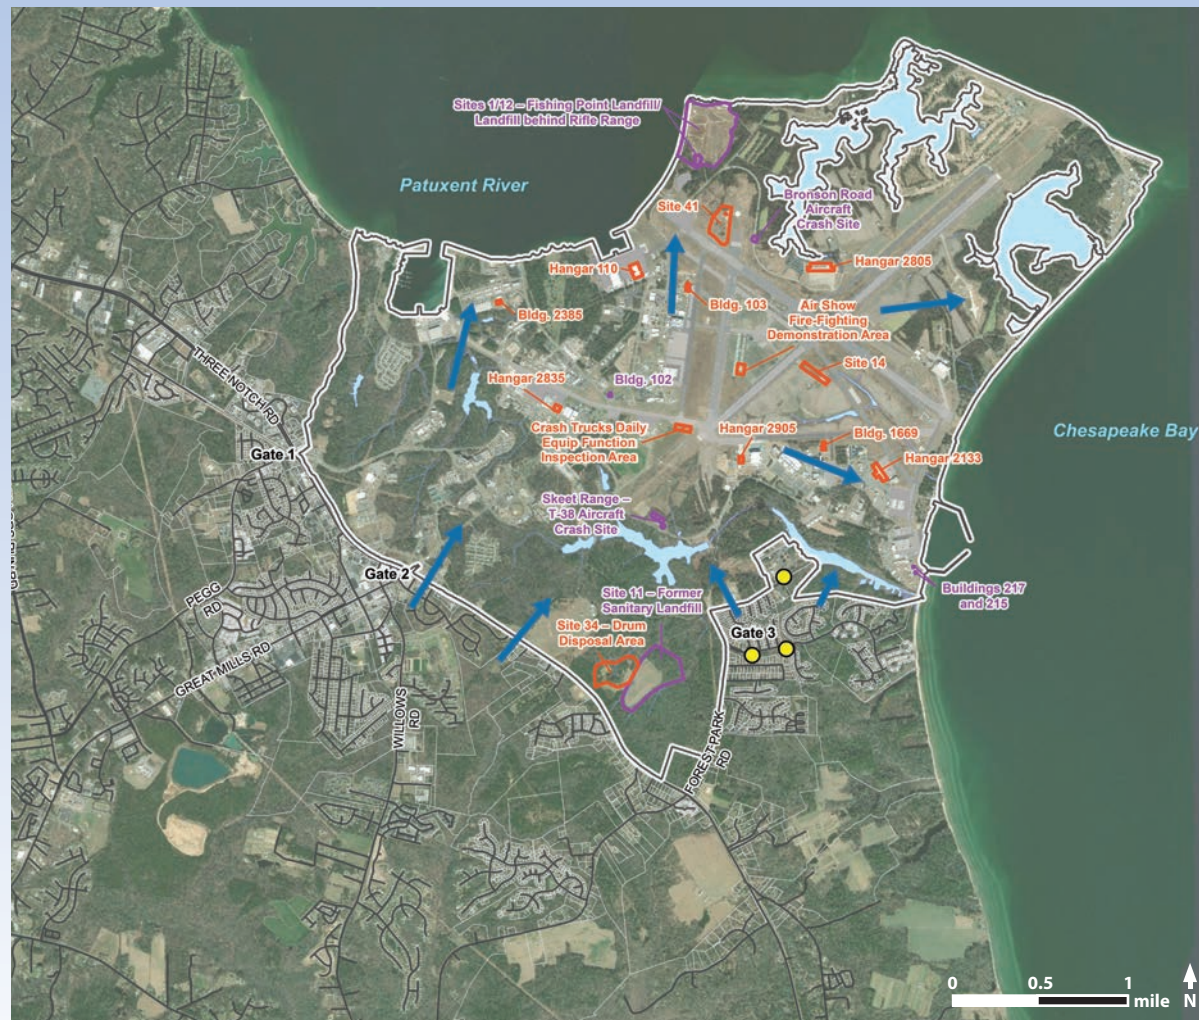 Sites 1/12 – Fishing Point Landfill/
Landfill behind Rifle Range
Patuxent River
Bronson Road
Aircraft
Crash Site
Site 41
Hangar 110
Hangar 2805
Bldg. 2385
Bldg. 103
Air Show
Fire-Fighting
Demonstration Area
THREE NOTCH RD
Hangar 2835
Bldg. 102
Site 14
Crash Trucks Daily
Equip Function
Inspection Area
Hangar 2905
Bldg. 1669
Chesapeake Bay
Gate 1
Hangar 2133
Skeet Range –
T-38 Aircraft
Crash Site
Gate 2
PEGG
RD
Site 11 – Former
Sanitary Landfill
Buildings 217
and 215
Site 34 – Drum
Disposal Area
Gate 3
GREAT MILLS RD
WILLOWS
RD
FOREST PARK
RD
0 0.5 1
mile N